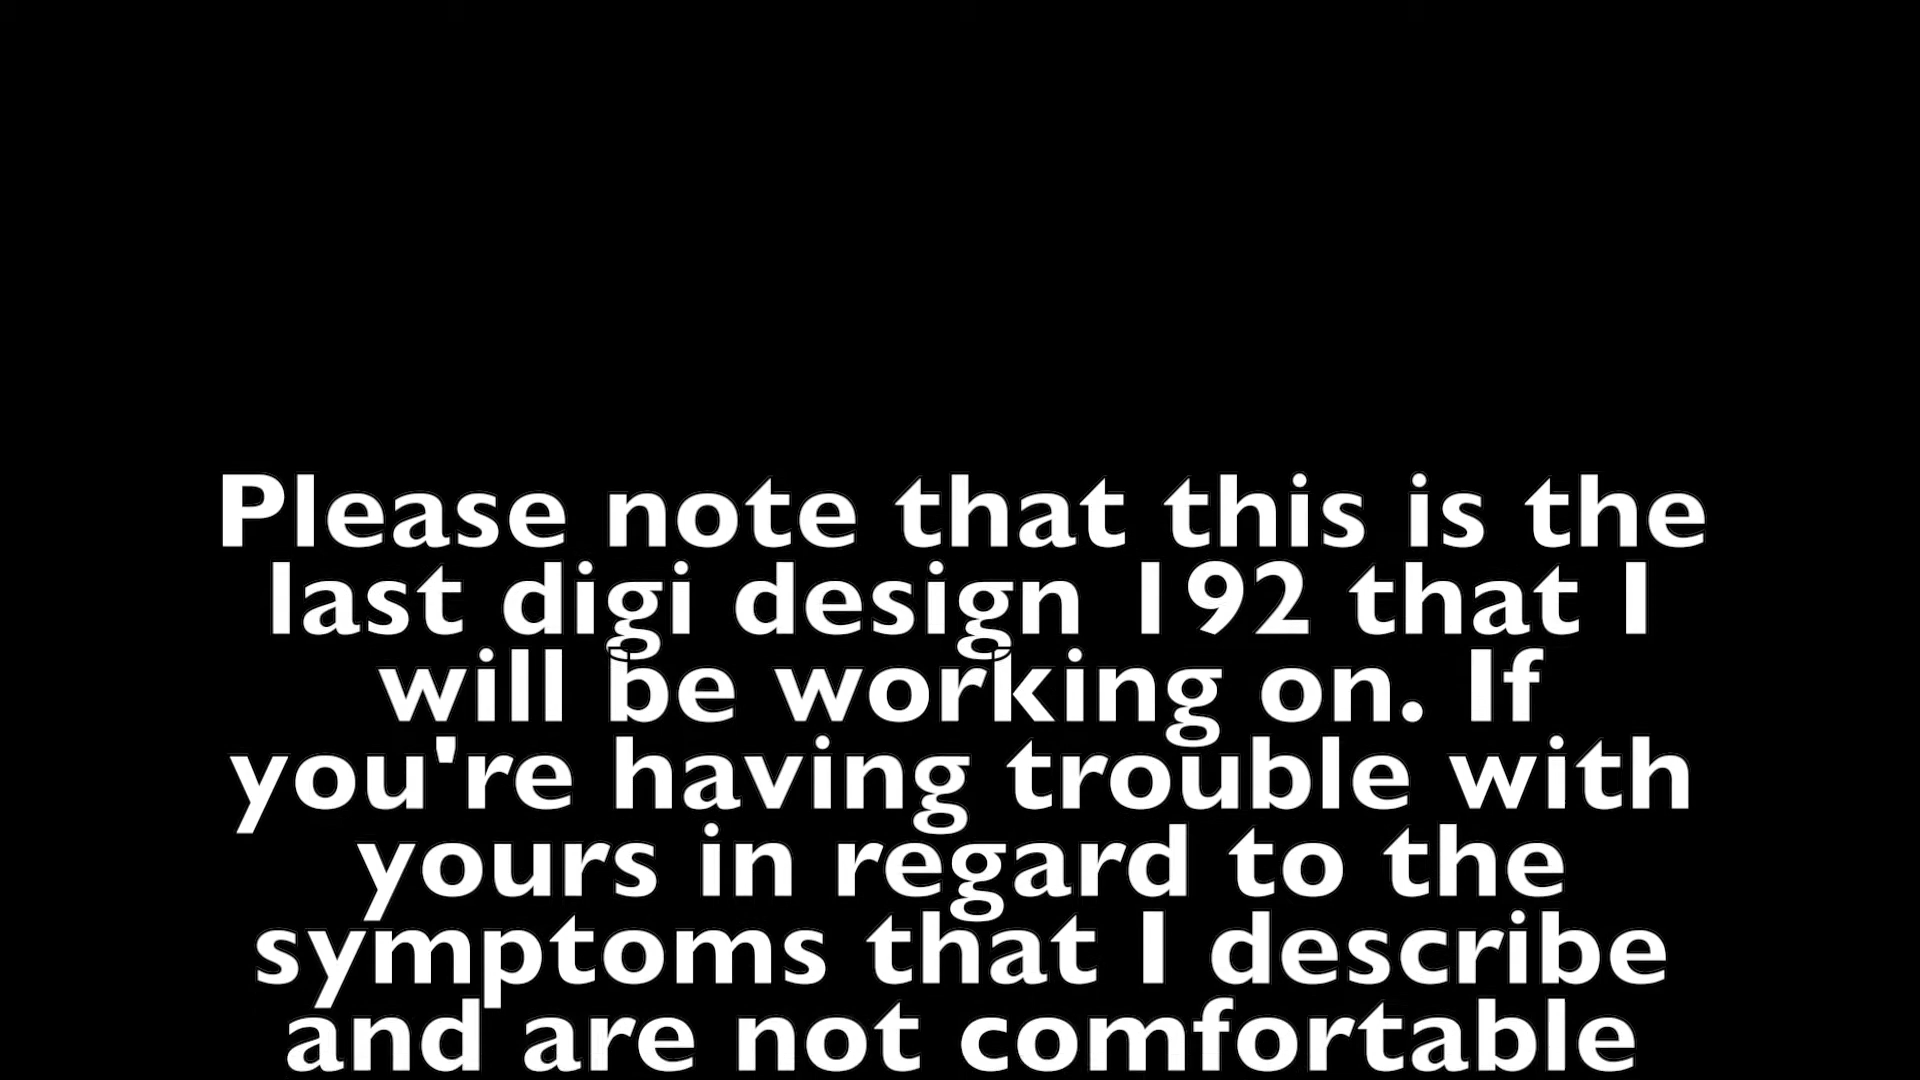 Please note that this is the
last digi design 192 that I
will be working on. If
you're having trouble with
yours in regard to the
symptoms that I describe
and are not comfortable